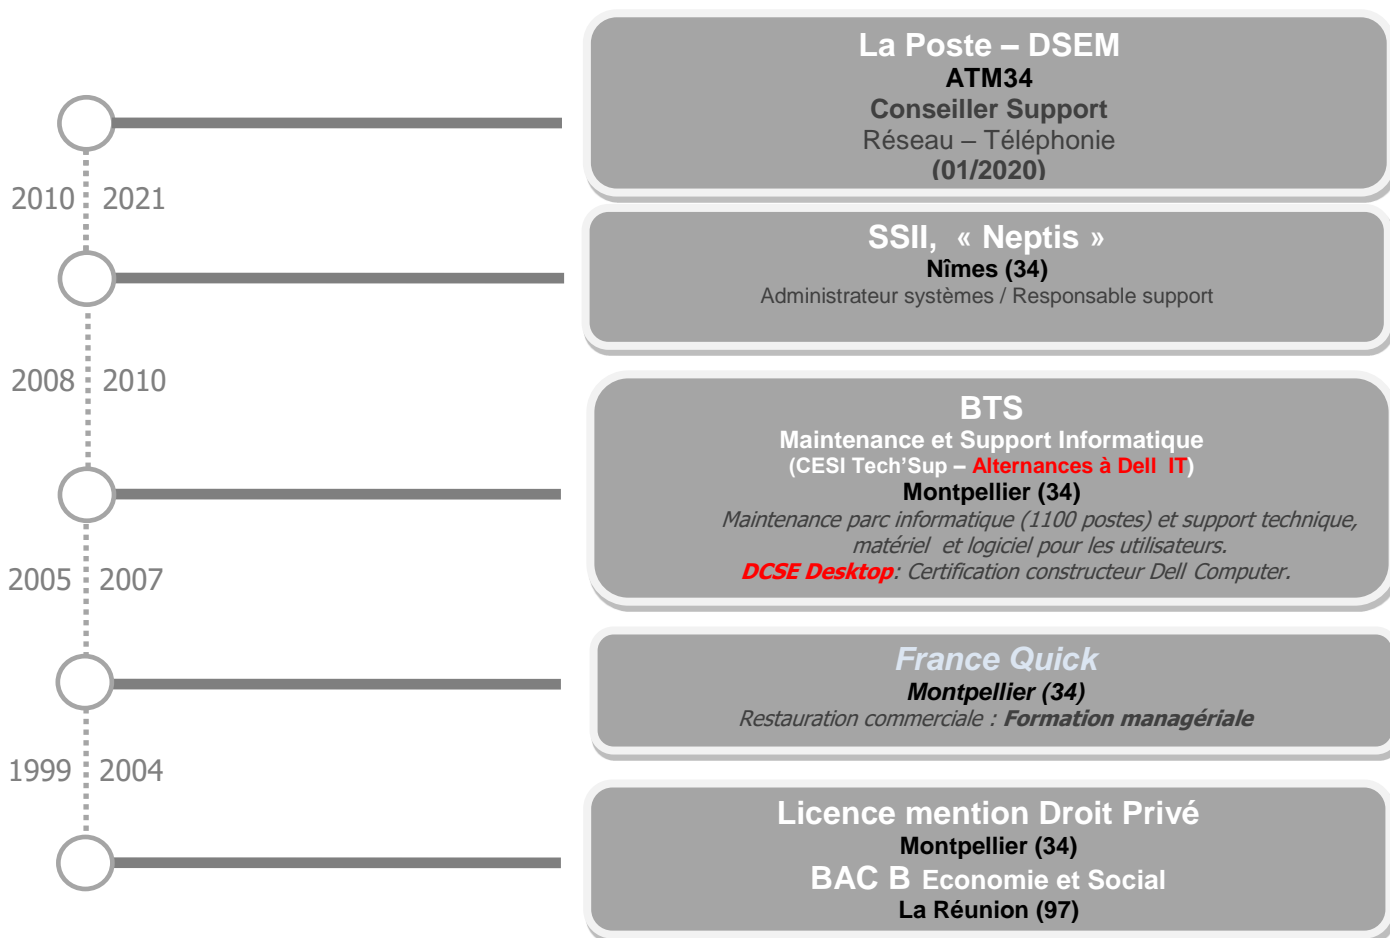 La Poste – DSEM
ATM34
Conseiller Support
Réseau – Téléphonie
(01/2020)
2010 2021
SSII, « Neptis »
Nîmes (34)
Administrateur systèmes / Responsable support
2008 2010
BTS
Maintenance et Support Informatique
(CESI Tech'Sup – Alternances à Dell IT)
Montpellier (34)
Maintenance parc informatique (1100 postes) et support technique,
matériel et logiciel pour les utilisateurs.
DCSE Desktop: Certification constructeur Dell Computer.
2005 2007
France Quick
Montpellier (34)
Restauration commerciale : Formation managériale
1999 2004
Licence mention Droit Privé
Montpellier (34)
BAC B Economie et Social
La Réunion (97)